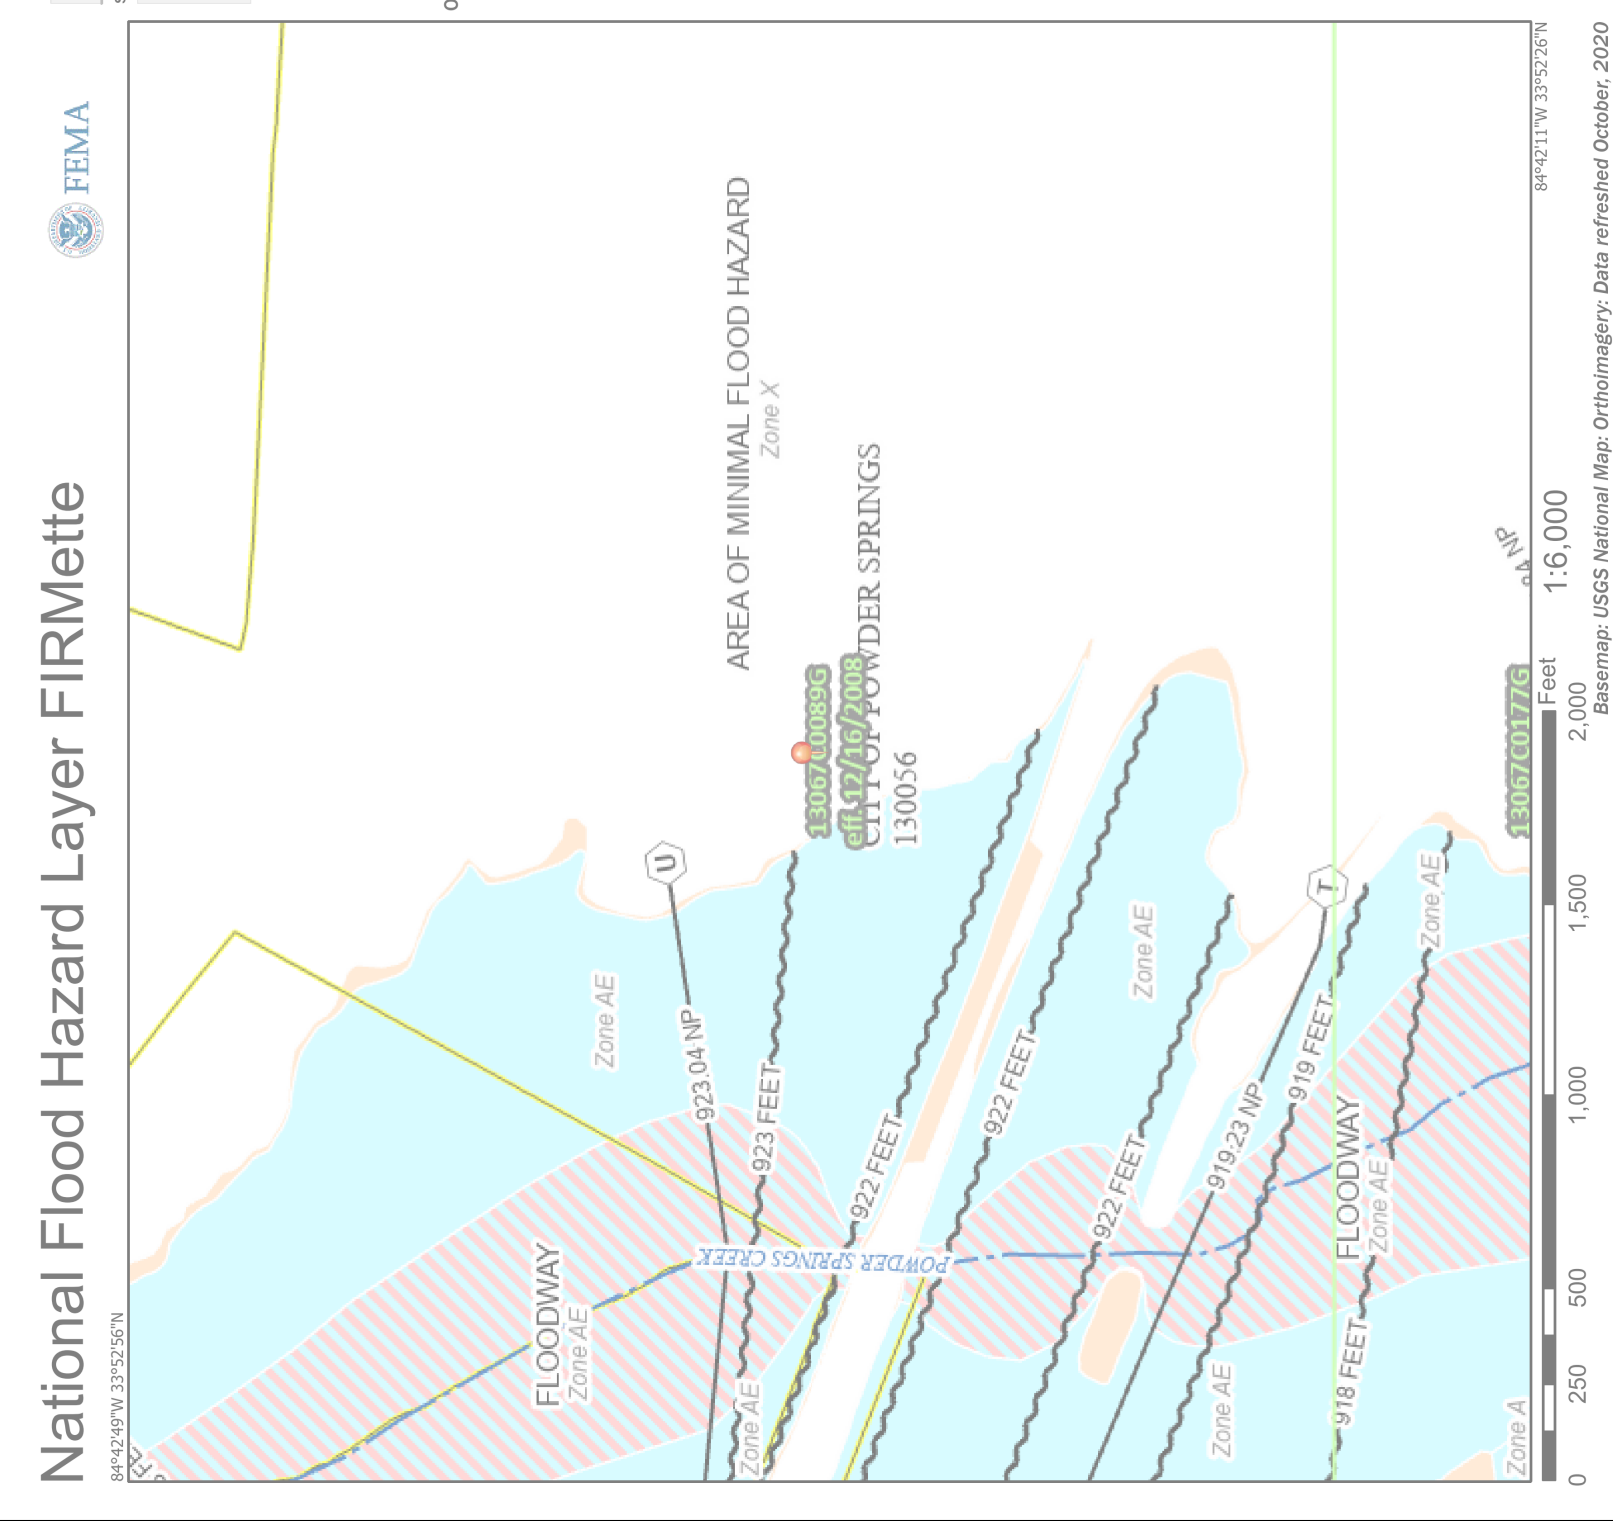 National Flood Hazard Layer FIRMette
FEMA
84°42'49"W 33°52'56"N
FLOODWAY
Zone AE
Zone AE
923.04 NP
U
AREA OF MINIMAL FLOOD HAZARD
Zone X
POWDER SPRINGS CREEK
Zone AE
923 FEET
13067C0089G
eff. 12/16/2008
CITY OF POWDER SPRINGS
130056
922 FEET
922 FEET
922 FEET
Zone AE
Zone AE
919.23 NP
T
919 FEET
FLOODWAY
Zone AE
918 FEET
Zone AE
Zone A
13067C0177G
NP
84°42'11"W 33°52'26"N
0 250 500 1,000 1,500 2,000
Feet
1:6,000
Basemap: USGS National Map: Orthoimagery: Data refreshed October, 2020